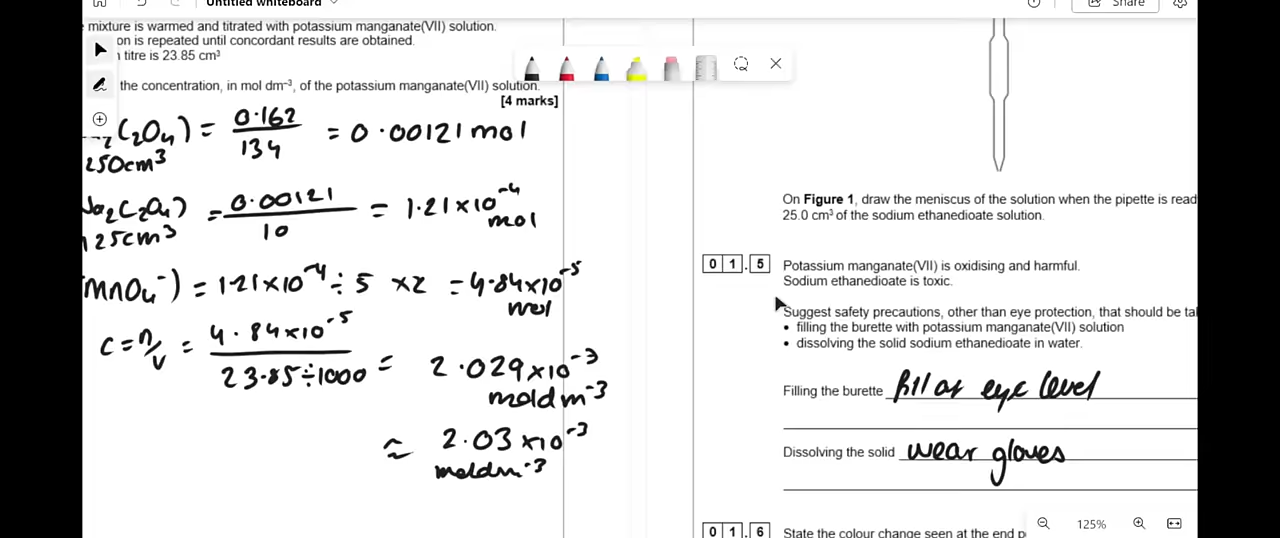 Untitled whiteboard
Share
mixture is warmed and titrated with potassium manganate(VII) solution.
on is repeated until concordant results are obtained.
titre is 23.85 cm³
the concentration, in mol dm⁻³, of the potassium manganate(VII) solution.
[4 marks]
C₂O₄) = 0.162 / 134 = 0.00121 mol
250cm³
Na₂C₂O₄) = 0.00121 / 10 = 1.21×10⁻⁴ mol
25cm³
MnO₄⁻) = 1.21×10⁻⁴ ÷ 5 ×2 = 4.84×10⁻⁵ mol
c = n/v = 4.84×10⁻⁵ / 23.85÷1000 = 2.029×10⁻³ moldm⁻³
≈ 2.03×10⁻³ moldm⁻³
On Figure 1, draw the meniscus of the solution when the pipette is read
25.0 cm³ of the sodium ethanedioate solution.
0 1 . 5 Potassium manganate(VII) is oxidising and harmful.
Sodium ethanedioate is toxic.
Suggest safety precautions, other than eye protection, that should be ta
• filling the burette with potassium manganate(VII) solution
• dissolving the solid sodium ethanedioate in water.
Filling the burette fill at eye level
Dissolving the solid wear gloves
0 1 . 6 State the colour change seen at the end p
125%